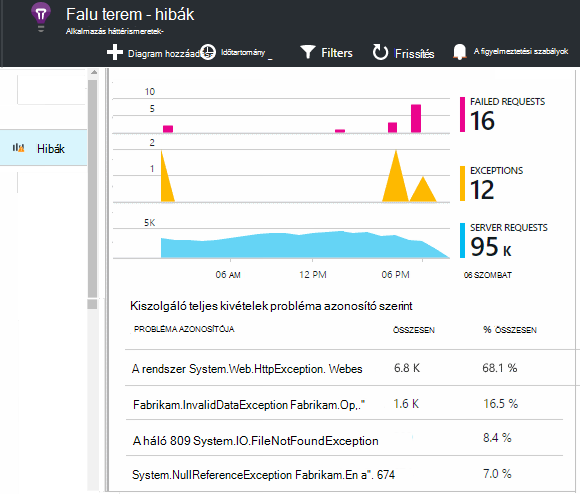 Falu terem - hibák
Alkalmazás háttérismeretek-
Diagram hozzáadása Időtartomány _ Filters Frissítés A figyelmeztetési szabályok
Hibák
10
5
FAILED REQUESTS
16
2
1
EXCEPTIONS
12
5K
SERVER REQUESTS
95 K
06 AM 12 PM 06 PM 06 SZOMBAT
Kiszolgáló teljes kivételek probléma azonosító szerint
PROBLÉMA AZONOSÍTÓJA ÖSSZESEN % ÖSSZESEN
A rendszer System.Web.HttpException. Webes 6.8 K 68.1 %
Fabrikam.InvalidDataException Fabrikam.Op,." 1.6 K 16.5 %
A háló 809 System.IO.FileNotFoundException 8.4 %
System.NullReferenceException Fabrikam.En a". 674 7.0 %